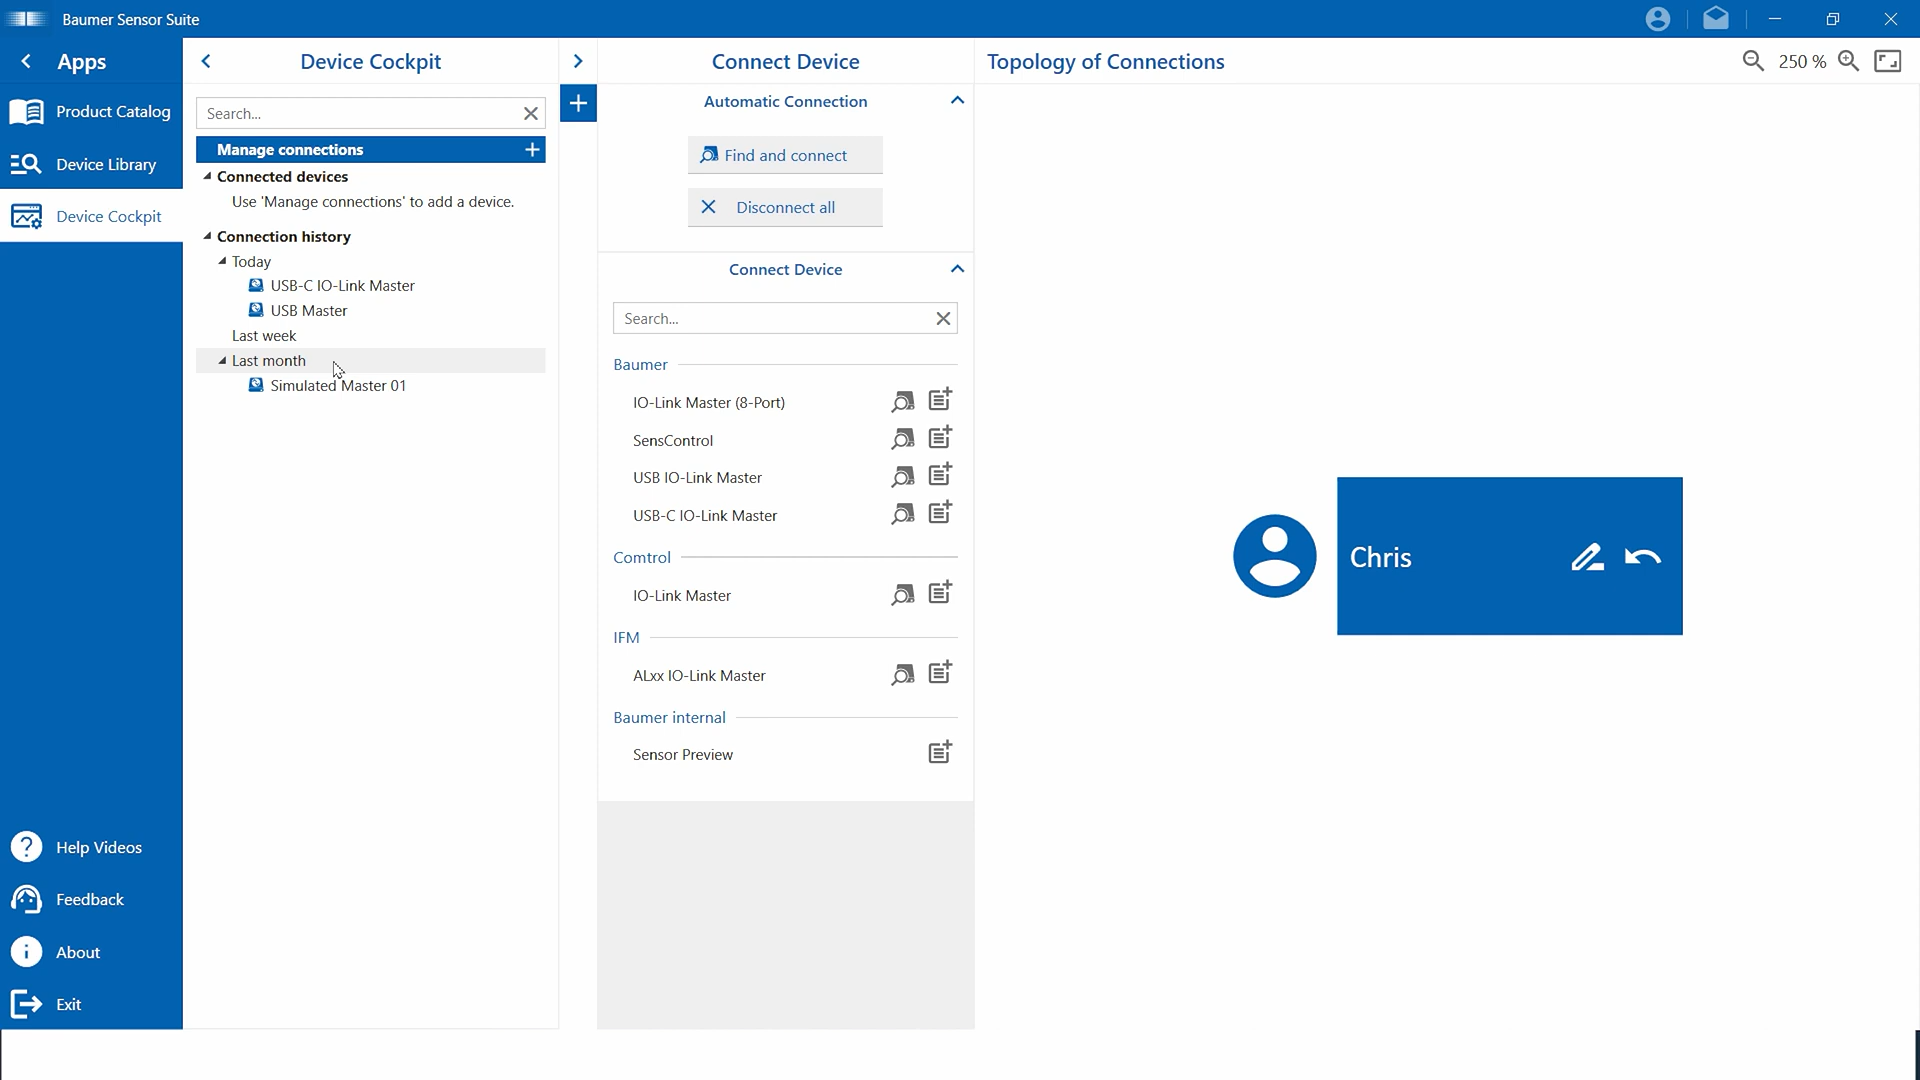 Baumer Sensor Suite
Apps
Product Catalog
Device Library
Device Cockpit
Help Videos
Feedback
About
Exit
Device Cockpit
Search...
Manage connections
Connected devices
Use 'Manage connections' to add a device.
Connection history
Today
USB-C IO-Link Master
USB Master
Last week
Last month
Simulated Master 01
Connect Device
Automatic Connection
Find and connect
Disconnect all
Connect Device
Search...
Baumer
IO-Link Master (8-Port)
SensControl
USB IO-Link Master
USB-C IO-Link Master
Comtrol
IO-Link Master
IFM
ALxx IO-Link Master
Baumer internal
Sensor Preview
Topology of Connections
250 %
Chris